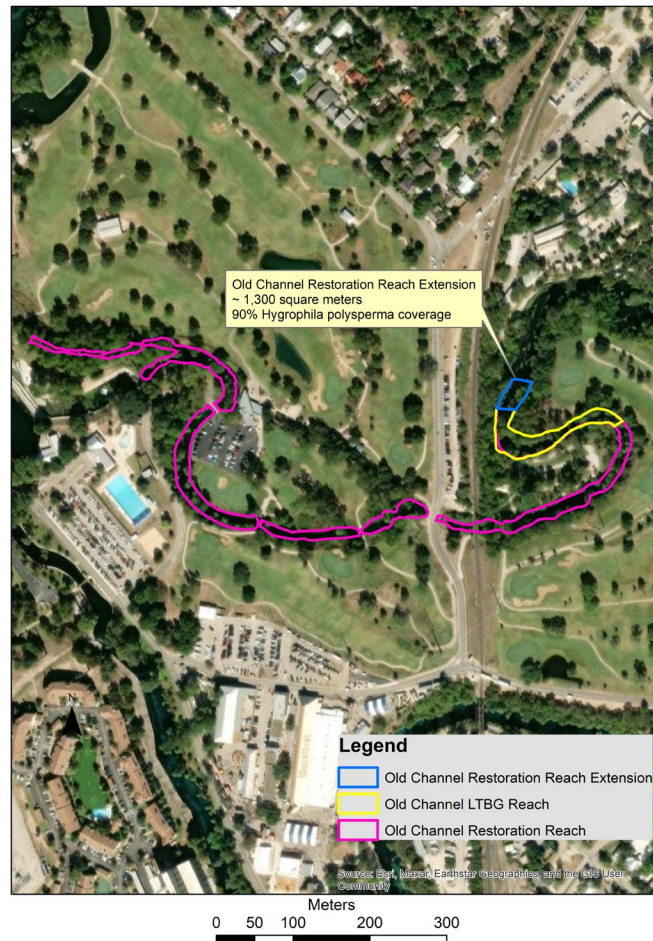 Old Channel Restoration Reach Extension
~ 1,300 square meters
90% Hygrophila polysperma coverage
N
Legend
Old Channel Restoration Reach Extension
Old Channel LTBG Reach
Old Channel Restoration Reach
Source: Esri, Maxar, Earthstar Geographics, and the GIS User
Community
Meters
0 50 100 200 300